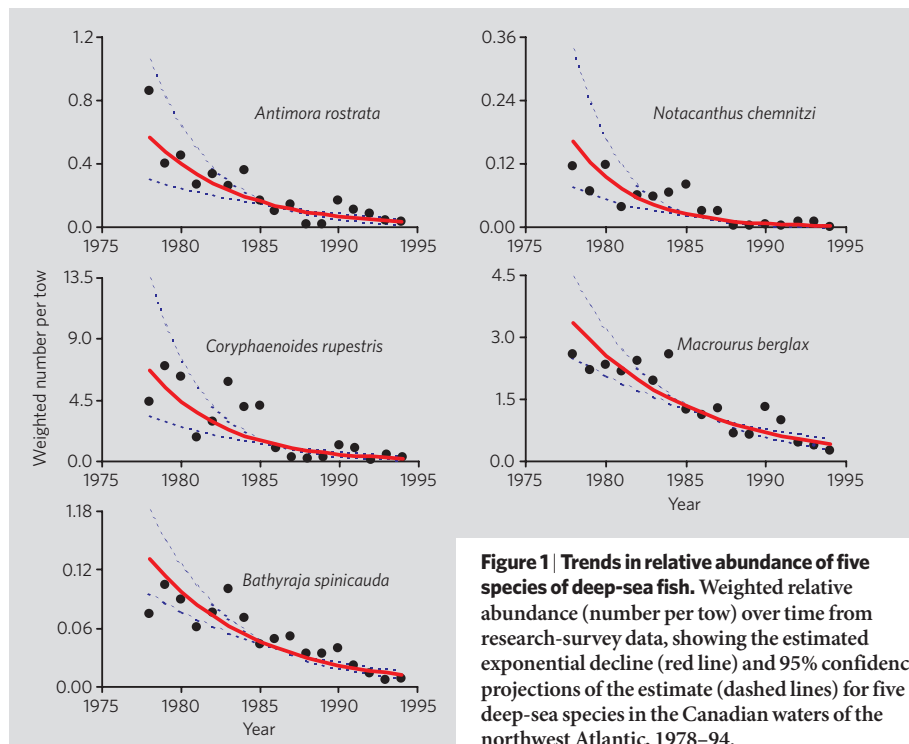 Weighted number per tow
1.2
0.8
0.4
0.0
1975 1980 1985 1990 1995
Antimora rostrata
0.36
0.24
0.12
0.00
1975 1980 1985 1990 1995
Notacanthus chemnitzi
13.5
9.0
4.5
0.0
1975 1980 1985 1990 1995
Coryphaenoides rupestris
4.5
3.0
1.5
0.0
1975 1980 1985 1990 1995
Macrourus berglax
Year
1.18
0.12
0.06
0.00
1975 1980 1985 1990 1995
Bathyraja spinicauda
Year
Figure 1 | Trends in relative abundance of five
species of deep-sea fish. Weighted relative
abundance (number per tow) over time from
research-survey data, showing the estimated
exponential decline (red line) and 95% confidenc
projections of the estimate (dashed lines) for five
deep-sea species in the Canadian waters of the
northwest Atlantic, 1978–94.